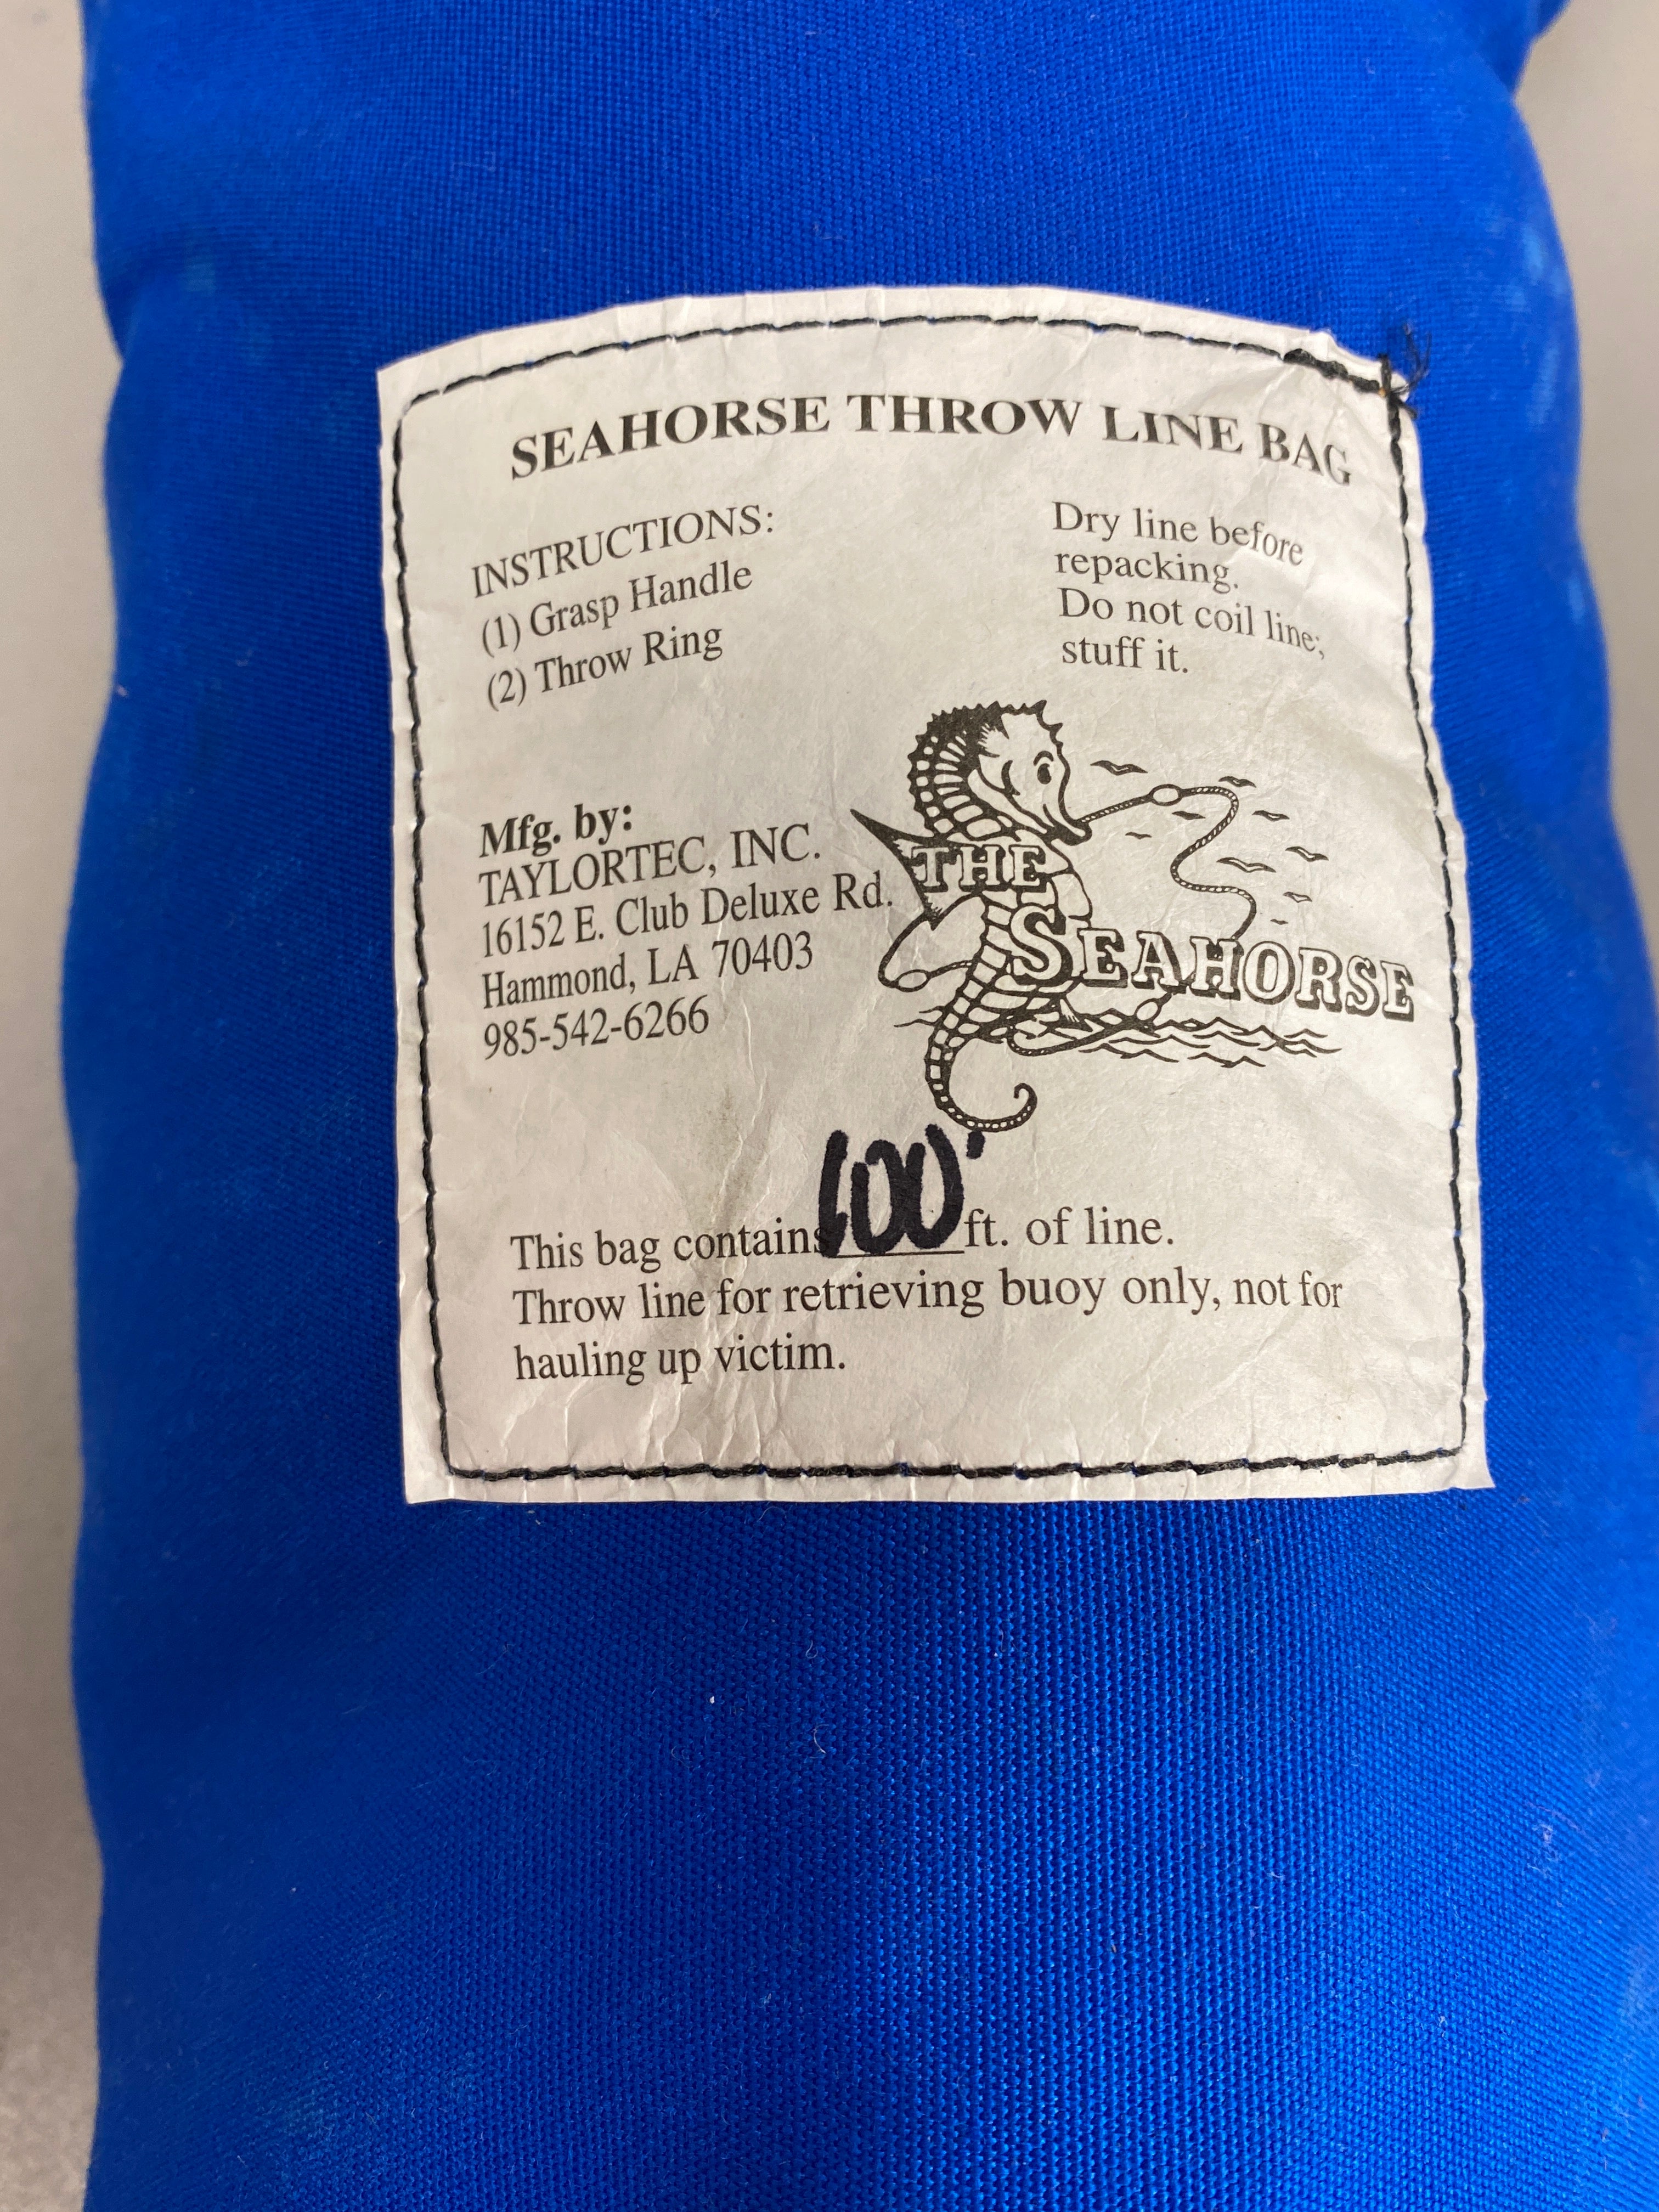 SEAHORSE THROW LINE BAG
INSTRUCTIONS:
(1) Grasp Handle
(2) Throw Ring
Dry line before
repacking.
Do not coil line;
stuff it.
Mfg. by:
TAYLORTEC, INC.
16152 E. Club Deluxe Rd.
Hammond, LA 70403
985-542-6266
THE
SEAHORSE
This bag contains 100' ft. of line.
Throw line for retrieving buoy only, not for
hauling up victim.